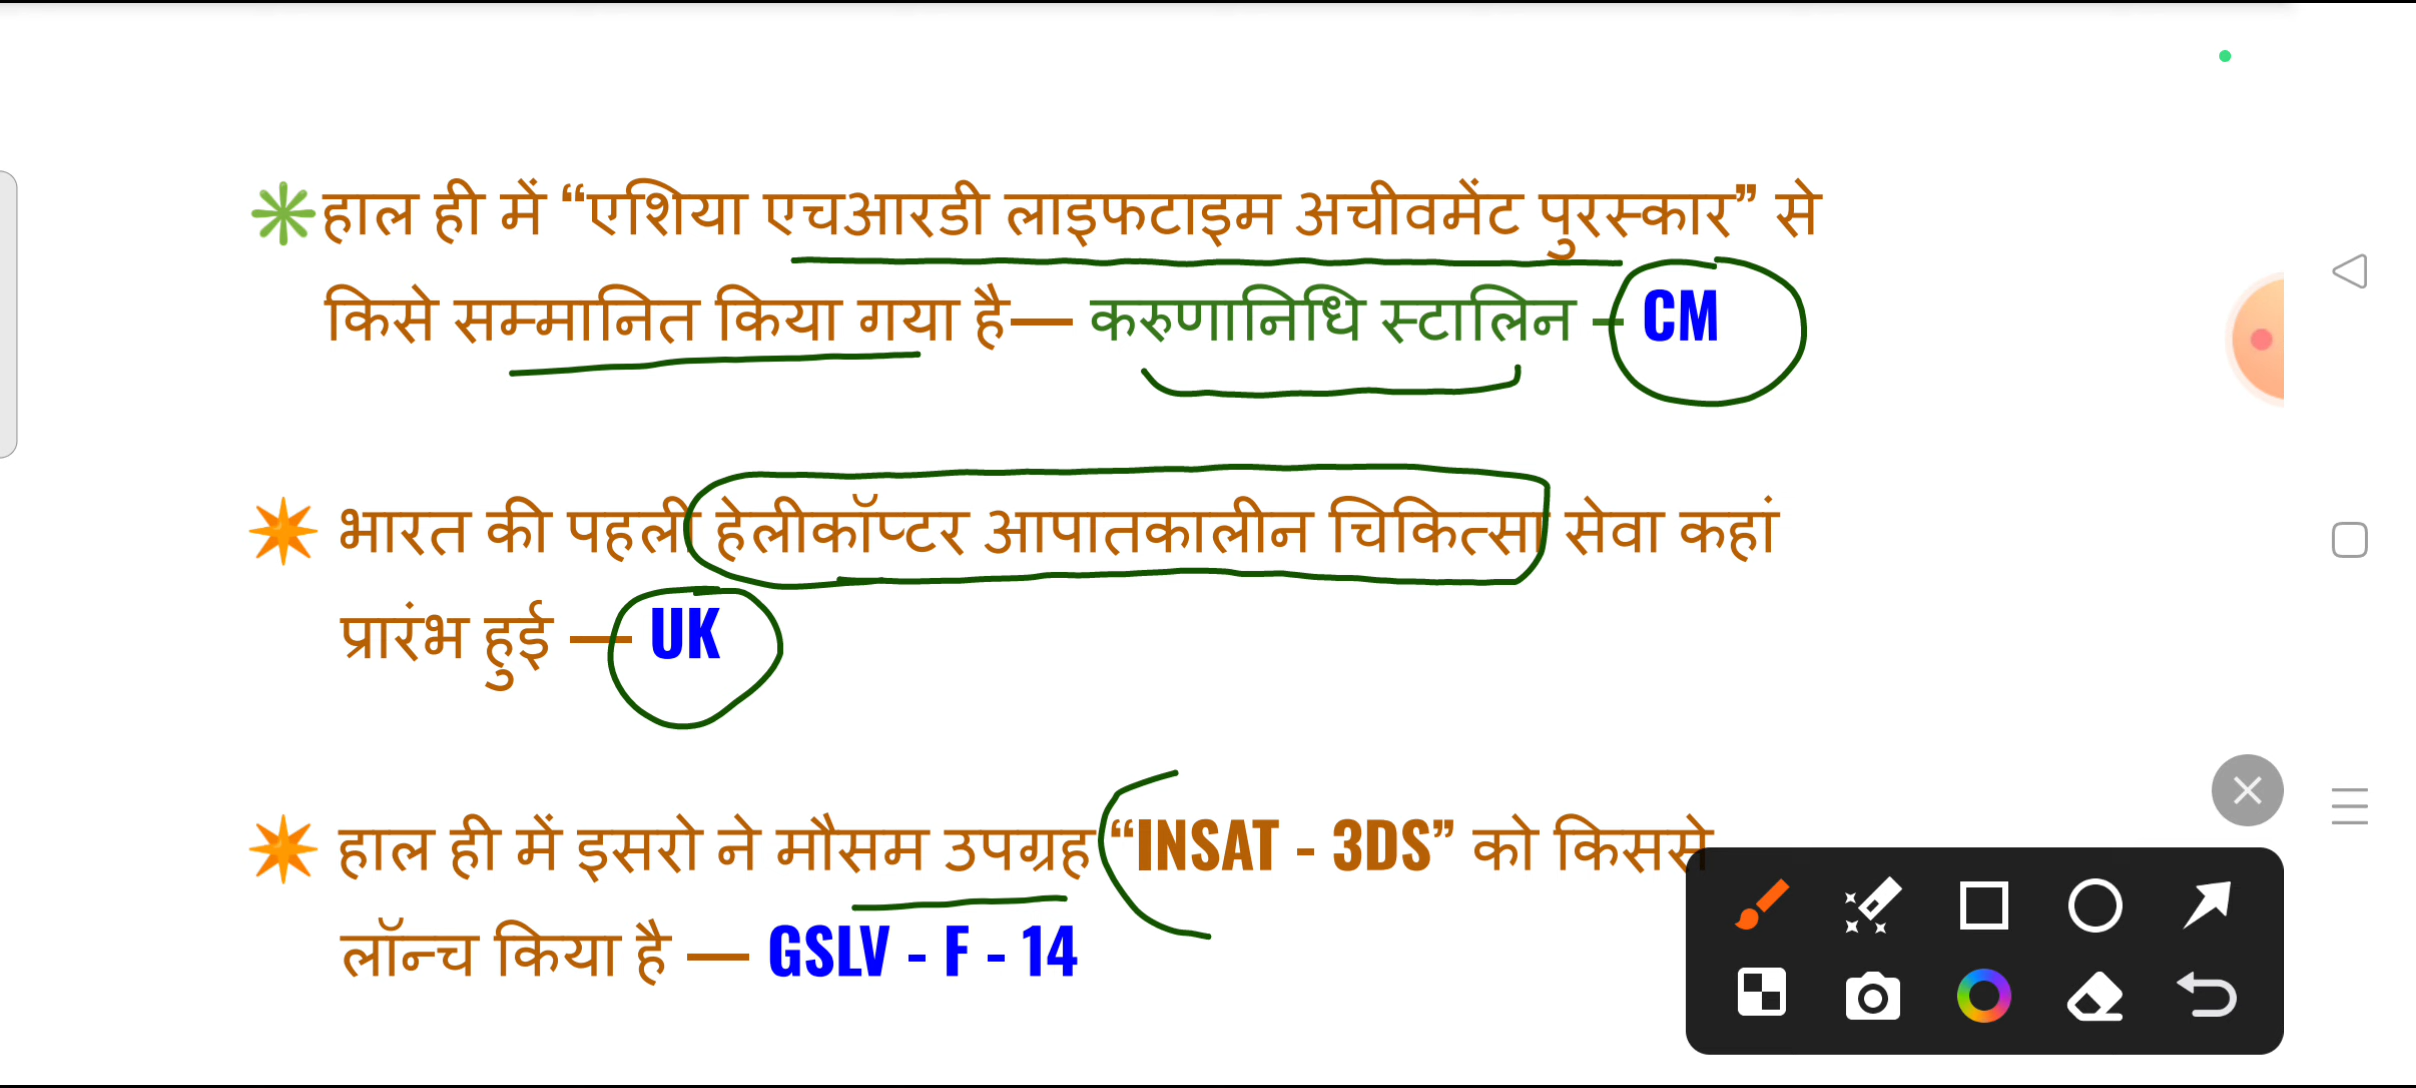 हाल ही में “एशिया एचआरडी लाइफटाइम अचीवमेंट पुरस्कार” से
किसे सम्मानित किया गया है— करुणानिधि स्टालिन - CM
भारत की पहली हेलीकॉप्टर आपातकालीन चिकित्सा सेवा कहां
प्रारंभ हुई — UK
हाल ही में इसरो ने मौसम उपग्रह “INSAT - 3DS” को किससे
लॉन्च किया है — GSLV - F - 14